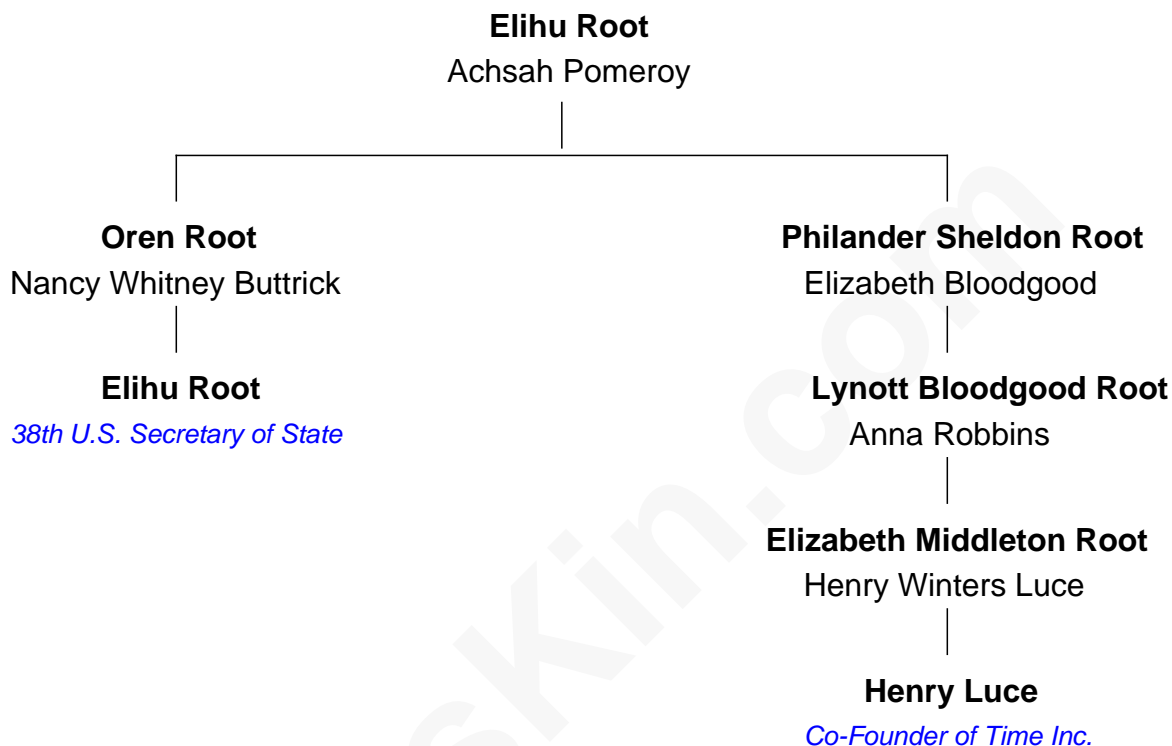 Elihu Root
Achsah Pomeroy
Oren Root
Nancy Whitney Buttrick
Philander Sheldon Root
Elizabeth Bloodgood
Elihu Root
38th U.S. Secretary of State
Lynott Bloodgood Root
Anna Robbins
Elizabeth Middleton Root
Henry Winters Luce
Henry Luce
Co-Founder of Time Inc.
sKin.com